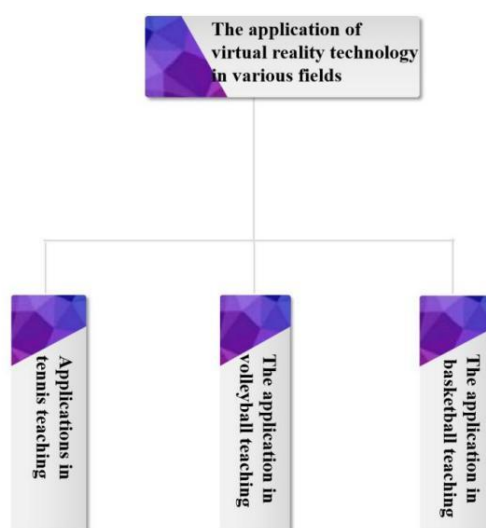 The application of
virtual reality technology
in various fields
Applications in
tennis teaching
The application in
volleyball teaching
The application in
basketball teaching